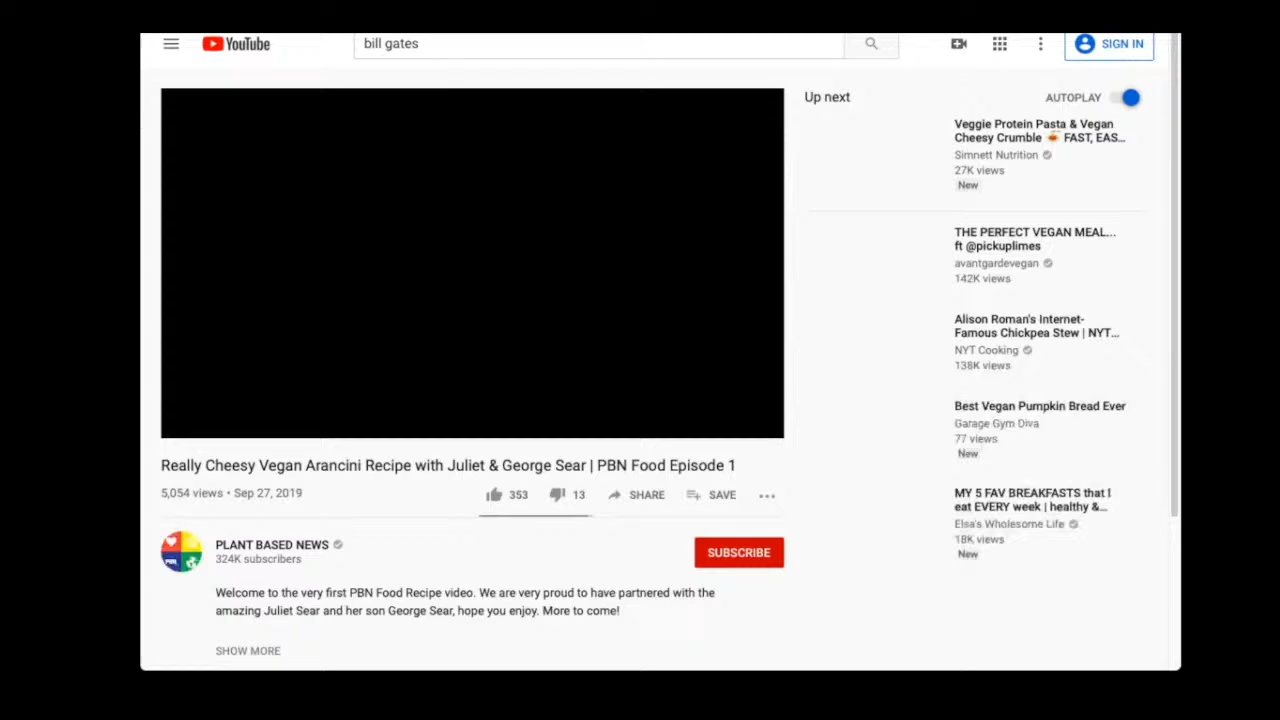 YouTube
bill gates
SIGN IN
Up next
AUTOPLAY
Veggie Protein Pasta & Vegan
Cheesy Crumble 🍝 FAST, EAS...
Simnett Nutrition
27K views
New
THE PERFECT VEGAN MEAL...
ft @pickuplimes
avantgardevegan
142K views
Alison Roman's Internet-
Famous Chickpea Stew | NYT...
NYT Cooking
138K views
Best Vegan Pumpkin Bread Ever
Garage Gym Diva
77 views
New
MY 5 FAV BREAKFASTS that I
eat EVERY week | healthy &...
Elsa's Wholesome Life
18K views
New
Really Cheesy Vegan Arancini Recipe with Juliet & George Sear | PBN Food Episode 1
5,054 views • Sep 27, 2019
353
13
SHARE
SAVE
PLANT BASED NEWS
324K subscribers
SUBSCRIBE
Welcome to the very first PBN Food Recipe video. We are very proud to have partnered with the
amazing Juliet Sear and her son George Sear, hope you enjoy. More to come!
SHOW MORE